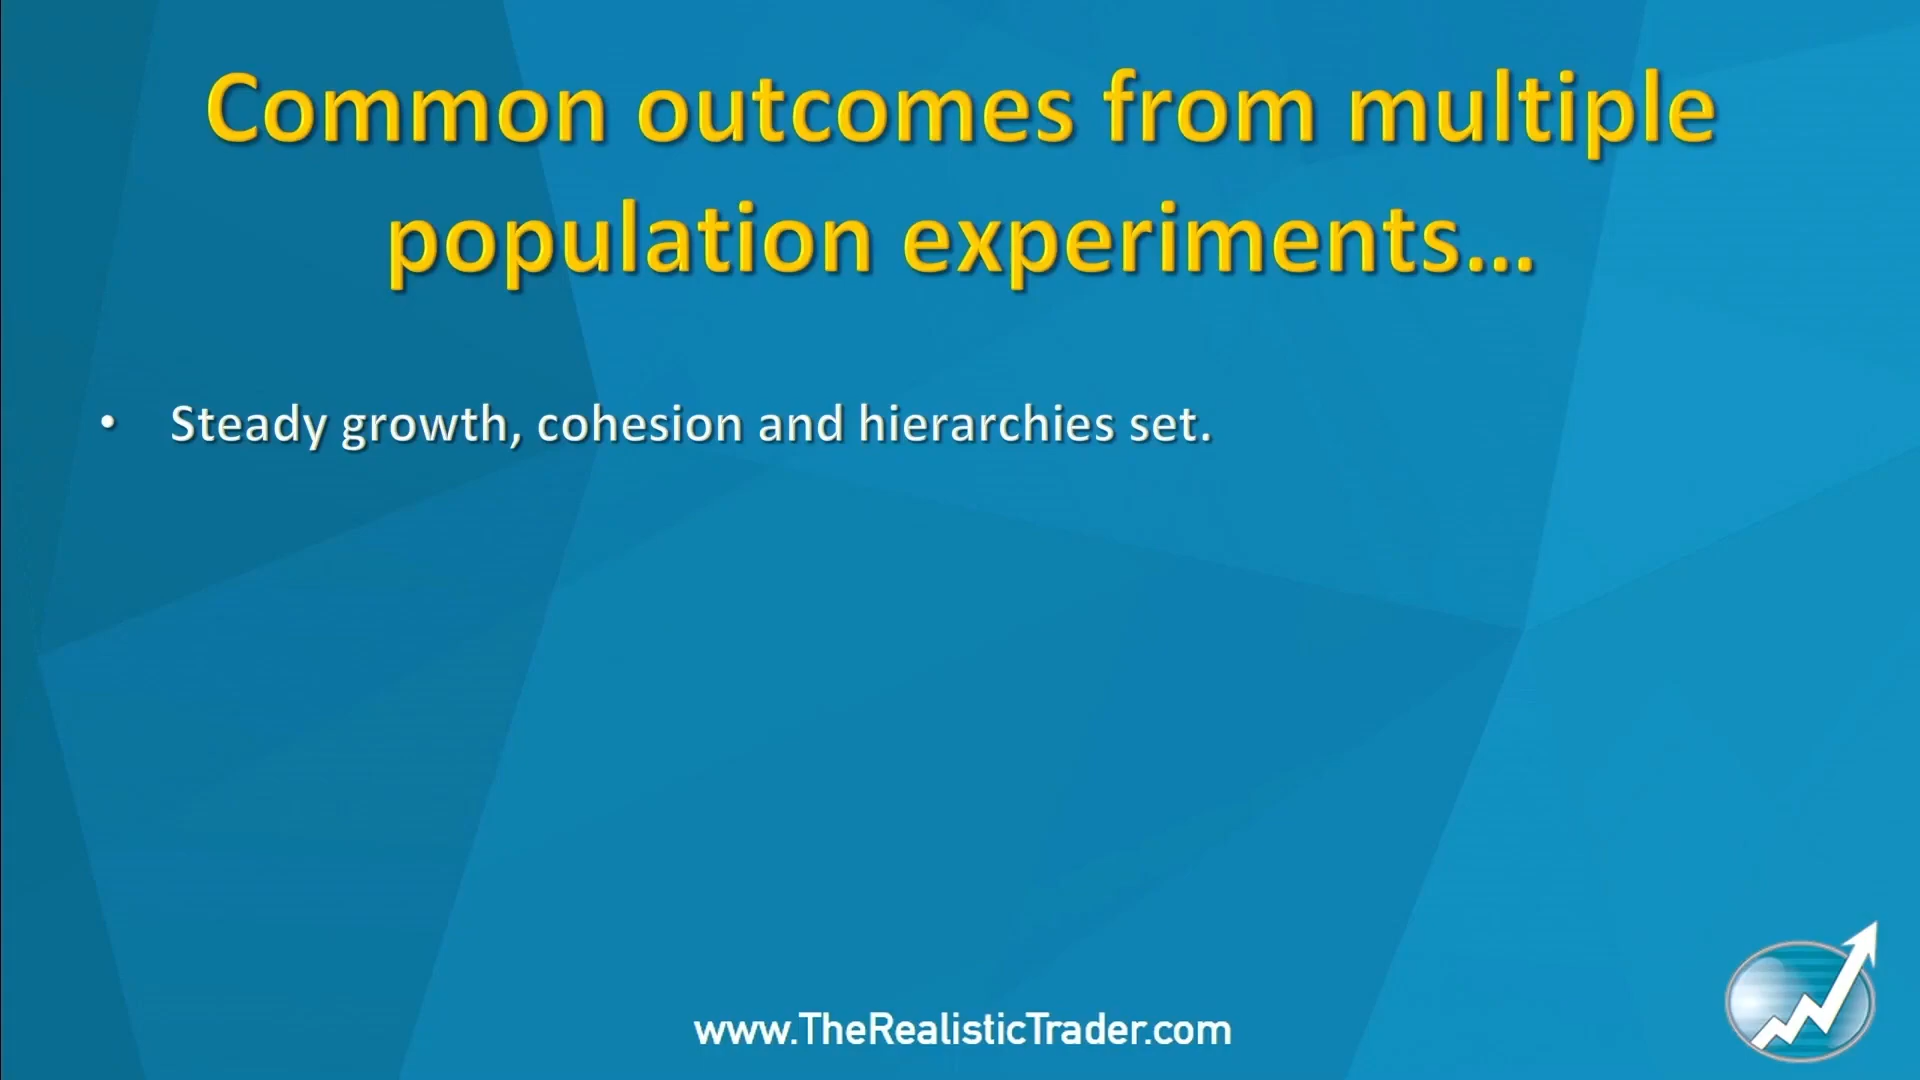 Common outcomes from multiple
population experiments...
• Steady growth, cohesion and hierarchies set.
www.TheRealisticTrader.com